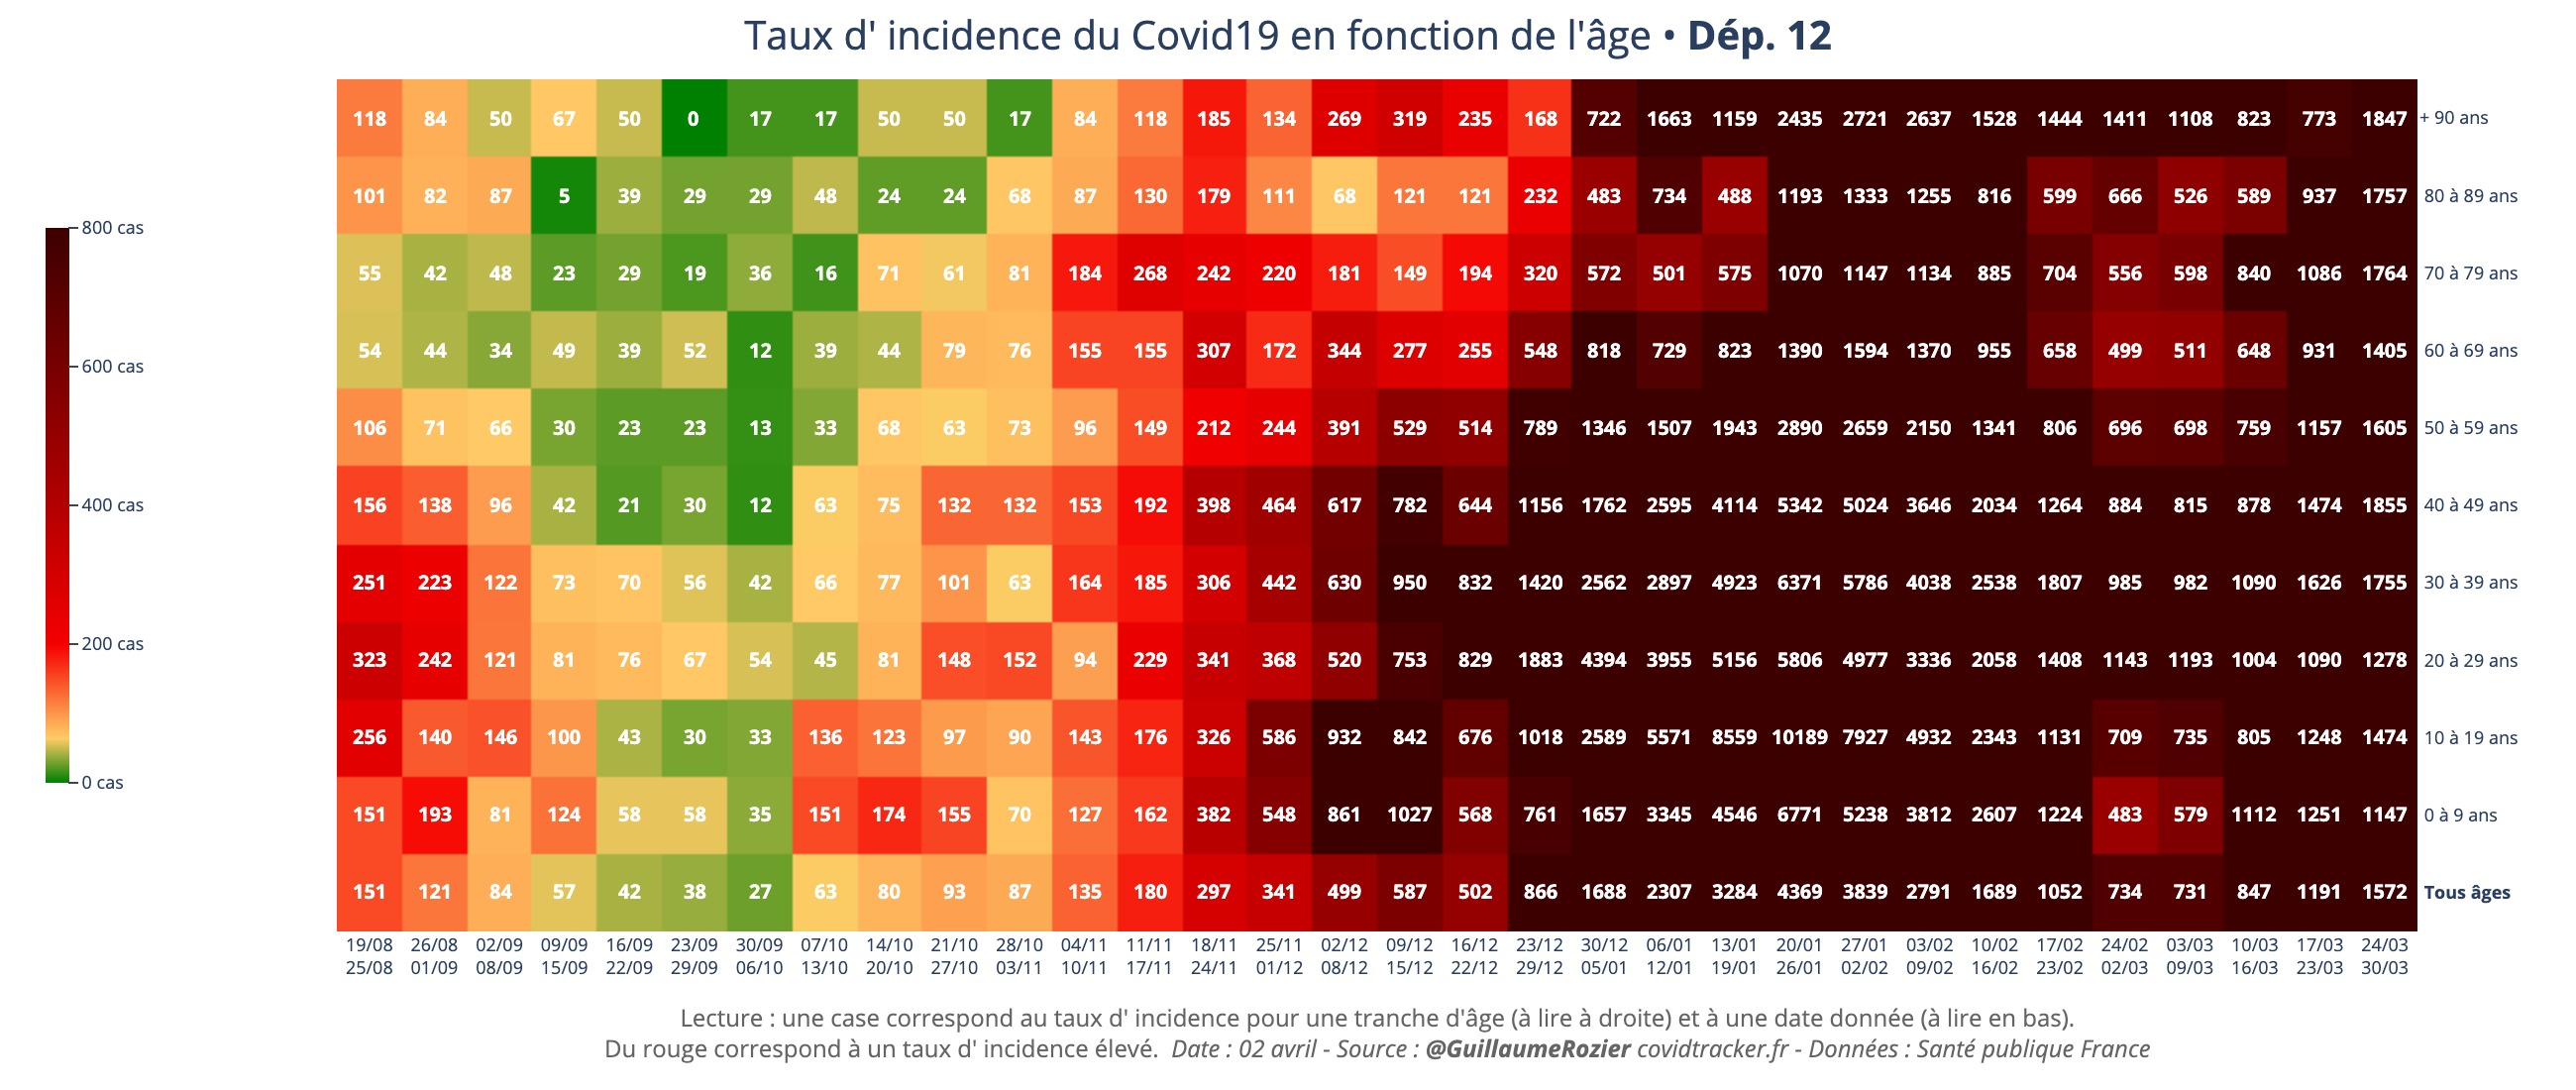 Taux d' incidence du Covid19 en fonction de l'âge • Dép. 12
118 84 50 67 50 0 17 17 50 50 17 84 118 185 134 269 319 235 168 722 1663 1159 2435 2721 2637 1528 1444 1411 1108 823 773 1847 + 90 ans
101 82 87 5 39 29 29 48 24 24 68 87 130 179 111 68 121 121 232 483 734 488 1193 1333 1255 816 599 666 526 589 937 1757 80 à 89 ans
800 cas
55 42 48 23 29 19 36 16 71 61 81 184 268 242 220 181 149 194 320 572 501 575 1070 1147 1134 885 704 556 598 840 1086 1764 70 à 79 ans
54 44 34 49 39 52 12 39 44 79 76 155 155 307 172 344 277 255 548 818 729 823 1390 1594 1370 955 658 499 511 648 931 1405 60 à 69 ans
600 cas
106 71 66 30 23 23 13 33 68 63 73 96 149 212 244 391 529 514 789 1346 1507 1943 2890 2659 2150 1341 806 696 698 759 1157 1605 50 à 59 ans
400 cas
156 138 96 42 21 30 12 63 75 132 132 153 192 398 464 617 782 644 1156 1762 2595 4114 5342 5024 3646 2034 1264 884 815 878 1474 1855 40 à 49 ans
251 223 122 73 70 56 42 66 77 101 63 164 185 306 442 630 950 832 1420 2562 2897 4923 6371 5786 4038 2538 1807 985 982 1090 1626 1755 30 à 39 ans
200 cas
323 242 121 81 76 67 54 45 81 148 152 94 229 341 368 520 753 829 1883 4394 3955 5156 5806 4977 3336 2058 1408 1143 1193 1004 1090 1278 20 à 29 ans
256 140 146 100 43 30 33 136 123 97 90 143 176 326 586 932 842 676 1018 2589 5571 8559 10189 7927 4932 2343 1131 709 735 805 1248 1474 10 à 19 ans
0 cas
151 193 81 124 58 58 35 151 174 155 70 127 162 382 548 861 1027 568 761 1657 3345 4546 6771 5238 3812 2607 1224 483 579 1112 1251 1147 0 à 9 ans
151 121 84 57 42 38 27 63 80 93 87 135 180 297 341 499 587 502 866 1688 2307 3284 4369 3839 2791 1689 1052 734 731 847 1191 1572 Tous âges
19/08 26/08 02/09 09/09 16/09 23/09 30/09 07/10 14/10 21/10 28/10 04/11 11/11 18/11 25/11 02/12 09/12 16/12 23/12 30/12 06/01 13/01 20/01 27/01 03/02 10/02 17/02 24/02 03/03 10/03 17/03 24/03
25/08 01/09 08/09 15/09 22/09 29/09 06/10 13/10 20/10 27/10 03/11 10/11 17/11 24/11 01/12 08/12 15/12 22/12 29/12 05/01 12/01 19/01 26/01 02/02 09/02 16/02 23/02 02/03 09/03 16/03 23/03 30/03
Lecture : une case correspond au taux d' incidence pour une tranche d'âge (à lire à droite) et à une date donnée (à lire en bas).
Du rouge correspond à un taux d' incidence élevé. Date : 02 avril - Source : @GuillaumeRozier covidtracker.fr - Données : Santé publique France